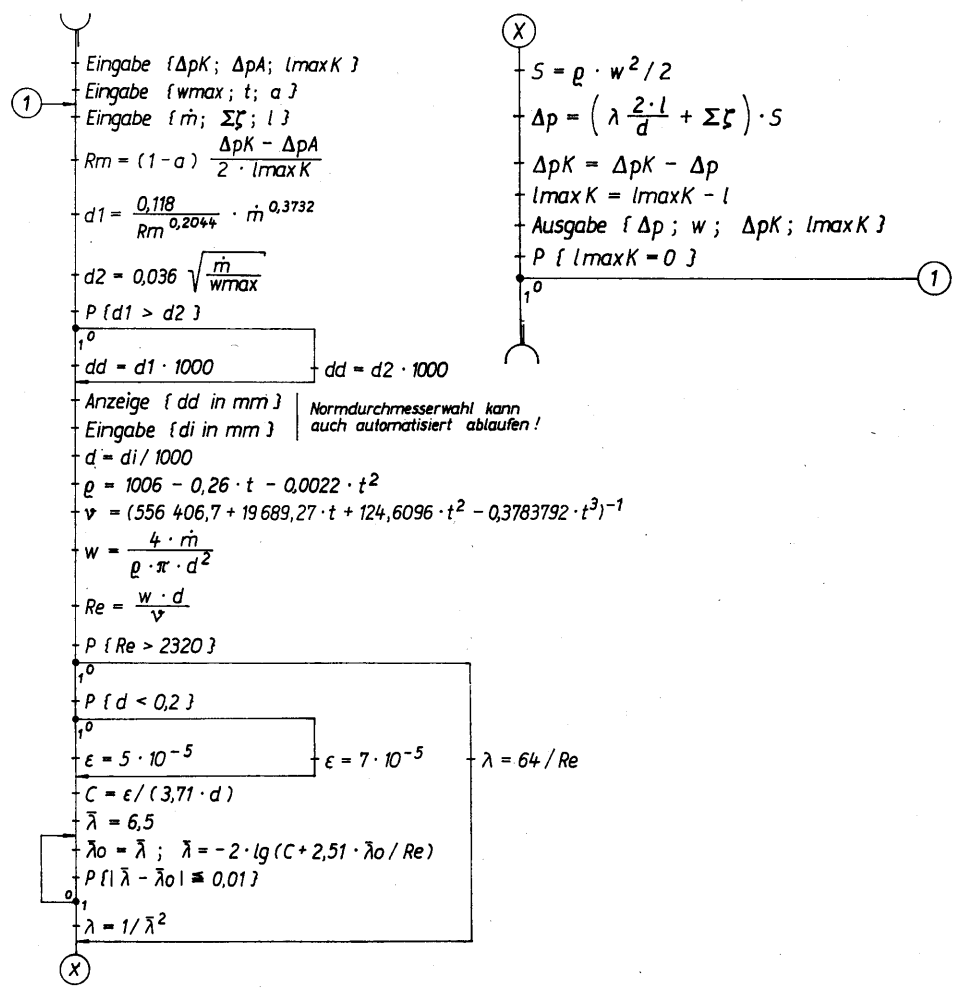 Eingabe {ΔpK; ΔpA; lmaxK}
Eingabe {wmax; t; a}
1
Eingabe {ṁ; Σζ; l}
Rm = (1-a) (ΔpK - ΔpA) / (2 · lmaxK)
d1 = 0,118 / Rm^0,2044 · ṁ^0,3732
d2 = 0,036 √(ṁ / wmax)
P {d1 > d2}
1 0
dd = d1 · 1000
dd = d2 · 1000
Anzeige {dd in mm}
Eingabe {di in mm}
Normdurchmesserwahl kann
auch automatisiert ablaufen!
d = di / 1000
ϱ = 1006 - 0,26 · t - 0,0022 · t²
ν = (556 406,7 + 19 689,27 · t + 124,6096 · t² - 0,3783792 · t³)⁻¹
w = 4 · ṁ / (ϱ · π · d²)
Re = w · d / ν
P {Re > 2320}
1 0
P {d < 0,2}
1 0
ε = 5 · 10⁻⁵
ε = 7 · 10⁻⁵
λ = 64 / Re
C = ε / (3,71 · d)
λ̄ = 6,5
λ̄o = λ̄ ; λ̄ = -2 · lg (C + 2,51 · λ̄o / Re)
P {| λ̄ - λ̄o | ≦ 0,01}
0 1
λ = 1 / λ̄²
X
X
S = ϱ · w² / 2
Δp = (λ 2 · l / d + Σζ) · S
ΔpK = ΔpK - Δp
lmaxK = lmaxK - l
Ausgabe {Δp ; w ; ΔpK; lmaxK}
P {lmaxK = 0}
1
1 0